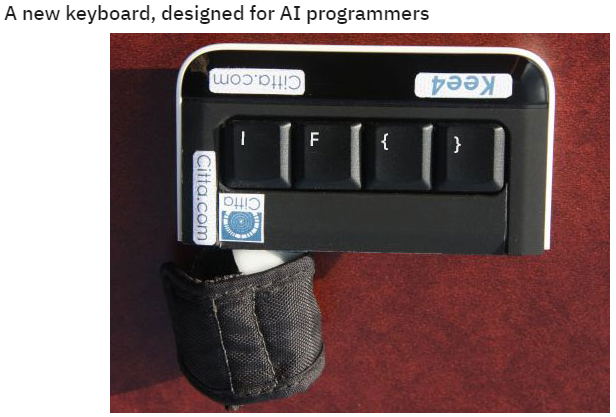 A new keyboard, designed for AI programmers
Citta.com
Kee4
I F { }
Citta.com
Citta